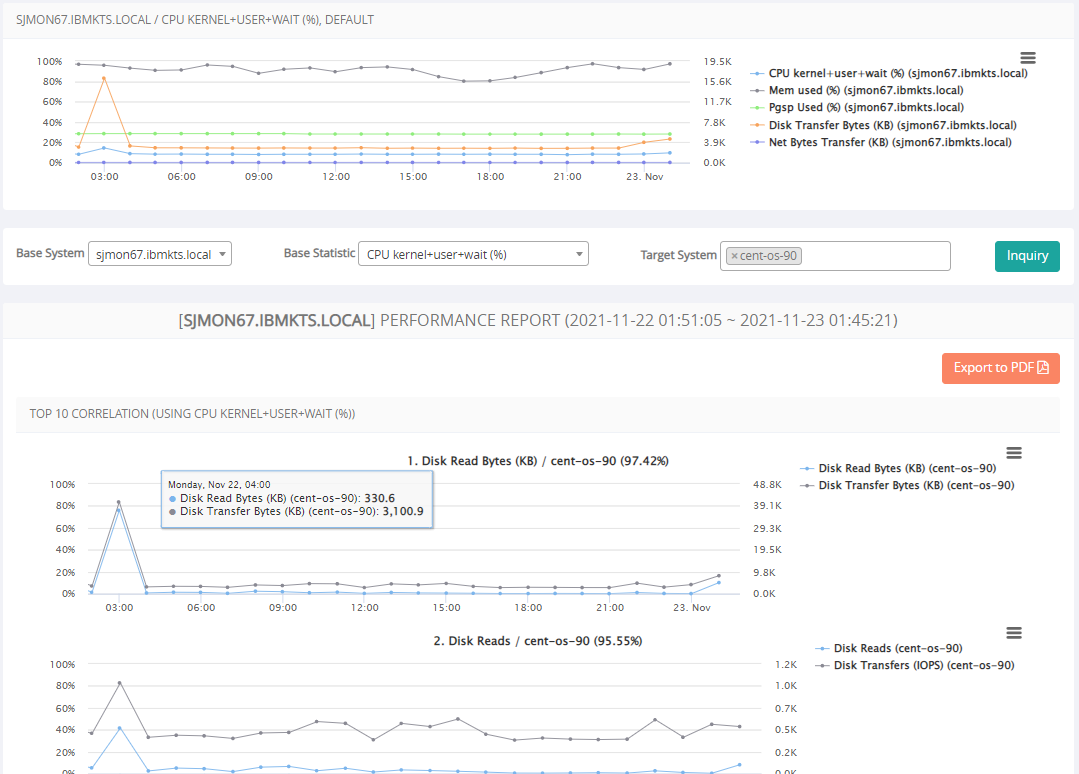 SJMON67.IBMKTS.LOCAL / CPU KERNEL+USER+WAIT (%), DEFAULT
100%
80%
60%
40%
20%
0%
19.5K
15.6K
11.7K
7.8K
3.9K
0.0K
03:00 06:00 09:00 12:00 15:00 18:00 21:00 23. Nov
CPU kernel+user+wait (%) (sjmon67.ibmkts.local)
Mem used (%) (sjmon67.ibmkts.local)
Pgsp Used (%) (sjmon67.ibmkts.local)
Disk Transfer Bytes (KB) (sjmon67.ibmkts.local)
Net Bytes Transfer (KB) (sjmon67.ibmkts.local)
Base System sjmon67.ibmkts.local Base Statistic CPU kernel+user+wait (%) Target System ×cent-os-90 Inquiry
[SJMON67.IBMKTS.LOCAL] PERFORMANCE REPORT (2021-11-22 01:51:05 ~ 2021-11-23 01:45:21)
Export to PDF
TOP 10 CORRELATION (USING CPU KERNEL+USER+WAIT (%))
1. Disk Read Bytes (KB) / cent-os-90 (97.42%)
100%
80%
60%
40%
20%
0%
Monday, Nov 22, 04:00
Disk Read Bytes (KB) (cent-os-90): 330.6
Disk Transfer Bytes (KB) (cent-os-90): 3,100.9
48.8K
39.1K
29.3K
19.5K
9.8K
0.0K
03:00 06:00 09:00 12:00 15:00 18:00 21:00 23. Nov
Disk Read Bytes (KB) (cent-os-90)
Disk Transfer Bytes (KB) (cent-os-90)
2. Disk Reads / cent-os-90 (95.55%)
100%
80%
60%
40%
20%
0%
1.2K
1.0K
0.7K
0.5K
0.2K
0.0K
Disk Reads (cent-os-90)
Disk Transfers (IOPS) (cent-os-90)